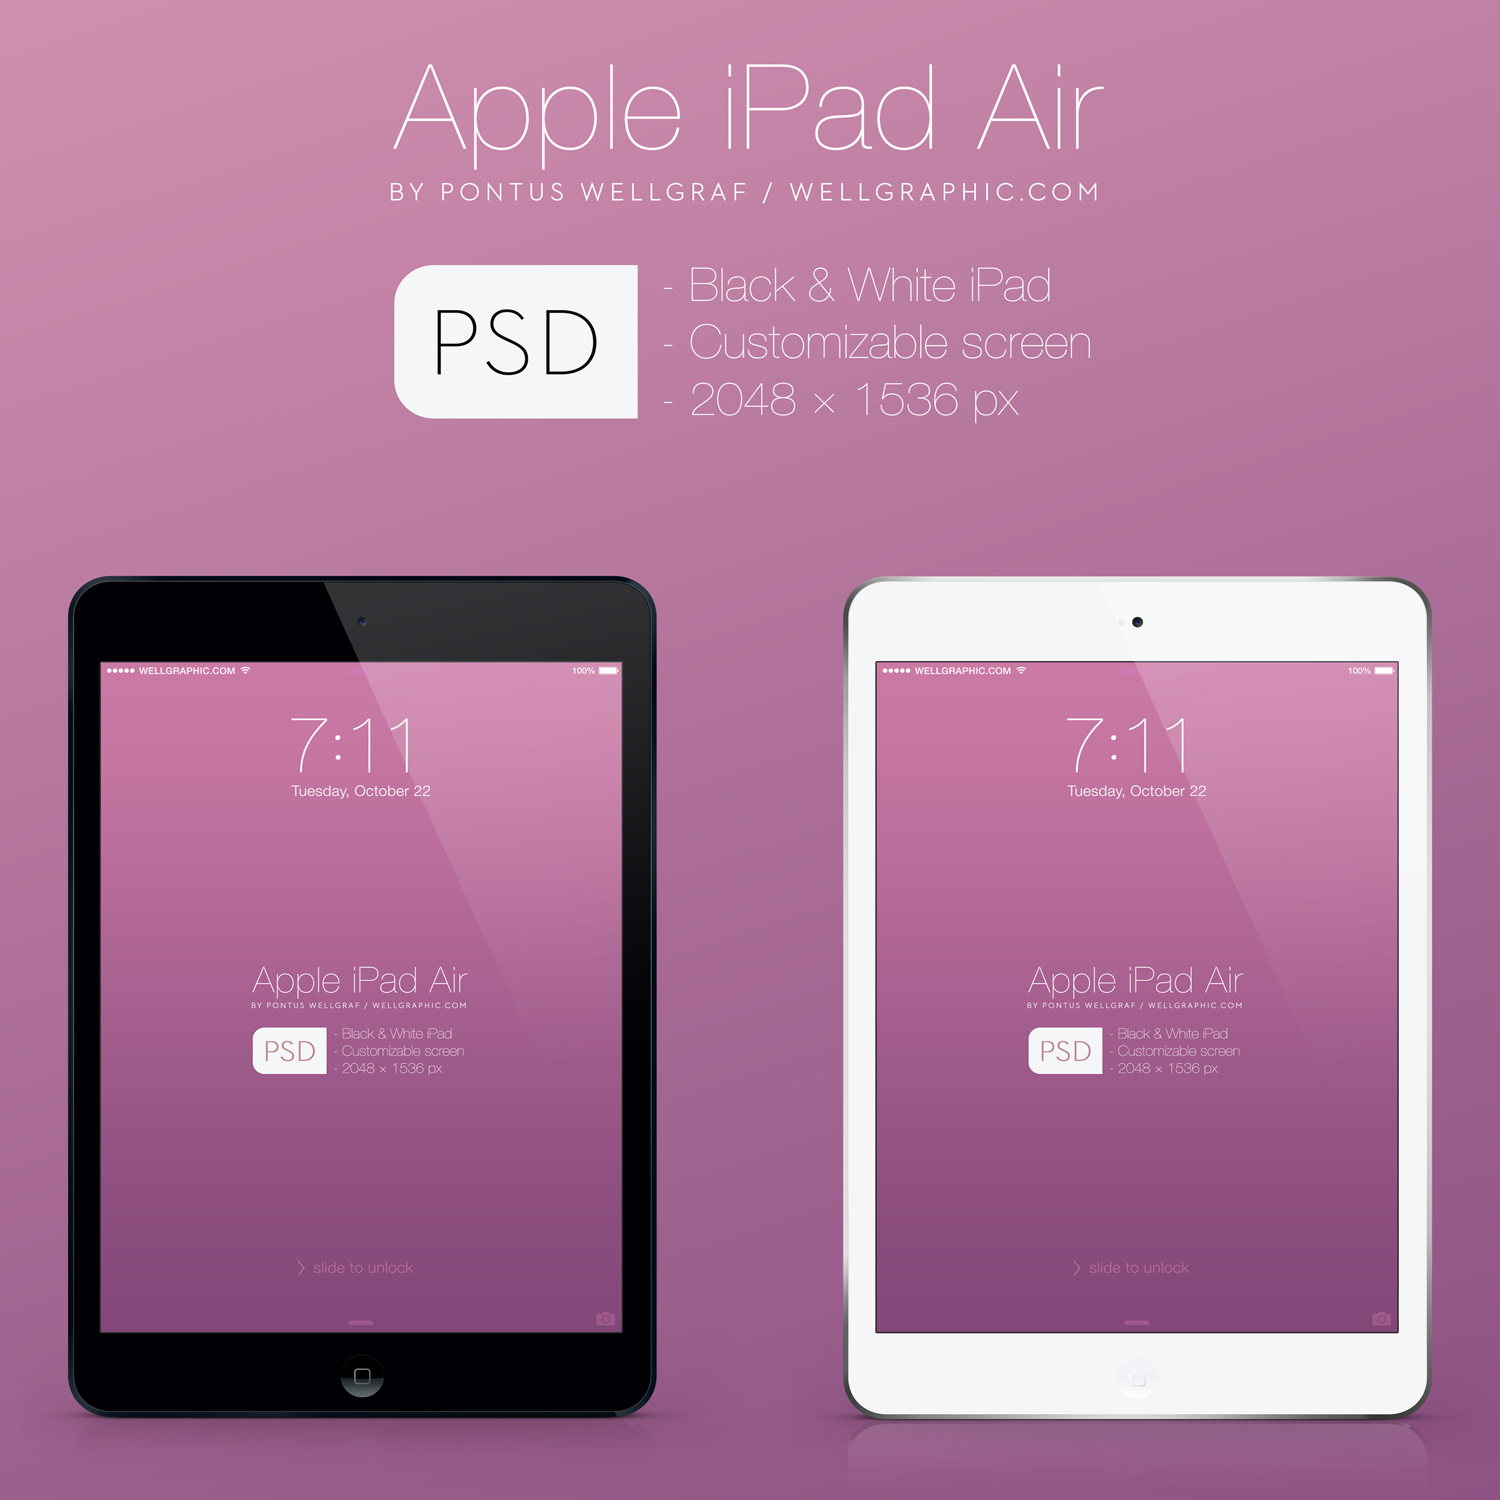 Apple iPad Air
BY PONTUS WELLGRAF / WELLGRAPHIC.COM
PSD
- Black & White iPad
- Customizable screen
- 2048 × 1536 px
WELLGRAPHIC.COM 100%
7:11
Tuesday, October 22
Apple iPad Air
BY PONTUS WELLGRAF / WELLGRAPHIC.COM
PSD
- Black & White iPad
- Customizable screen
- 2048 × 1536 px
slide to unlock
WELLGRAPHIC.COM 100%
7:11
Tuesday, October 22
Apple iPad Air
BY PONTUS WELLGRAF / WELLGRAPHIC.COM
PSD
- Black & White iPad
- Customizable screen
- 2048 × 1536 px
slide to unlock